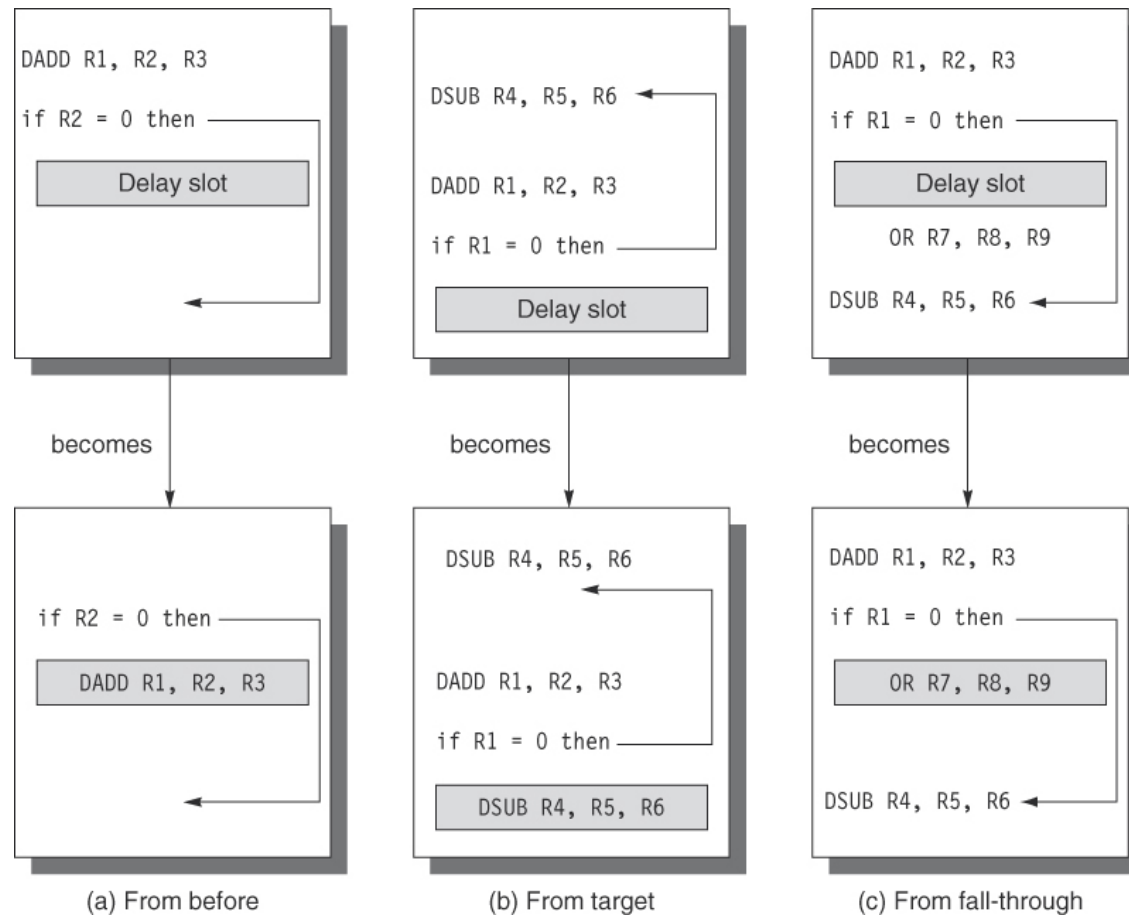 DADD R1, R2, R3
if R2 = 0 then
Delay slot
becomes
if R2 = 0 then
DADD R1, R2, R3
(a) From before
DSUB R4, R5, R6
DADD R1, R2, R3
if R1 = 0 then
Delay slot
becomes
DSUB R4, R5, R6
DADD R1, R2, R3
if R1 = 0 then
DSUB R4, R5, R6
(b) From target
DADD R1, R2, R3
if R1 = 0 then
Delay slot
OR R7, R8, R9
DSUB R4, R5, R6
becomes
DADD R1, R2, R3
if R1 = 0 then
OR R7, R8, R9
DSUB R4, R5, R6
(c) From fall-through